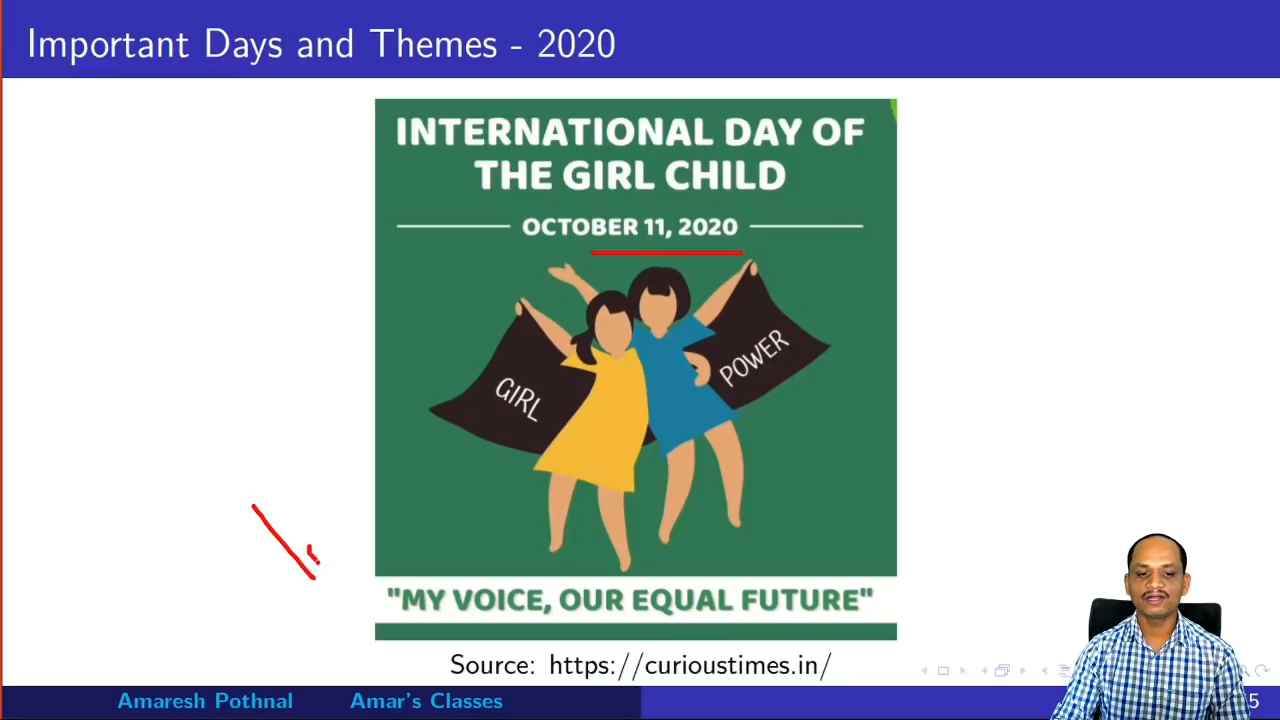 Important Days and Themes - 2020
INTERNATIONAL DAY OF
THE GIRL CHILD
OCTOBER 11, 2020
GIRL
POWER
"MY VOICE, OUR EQUAL FUTURE"
Source: https://curioustimes.in/
Amaresh Pothnal Amar's Classes
5